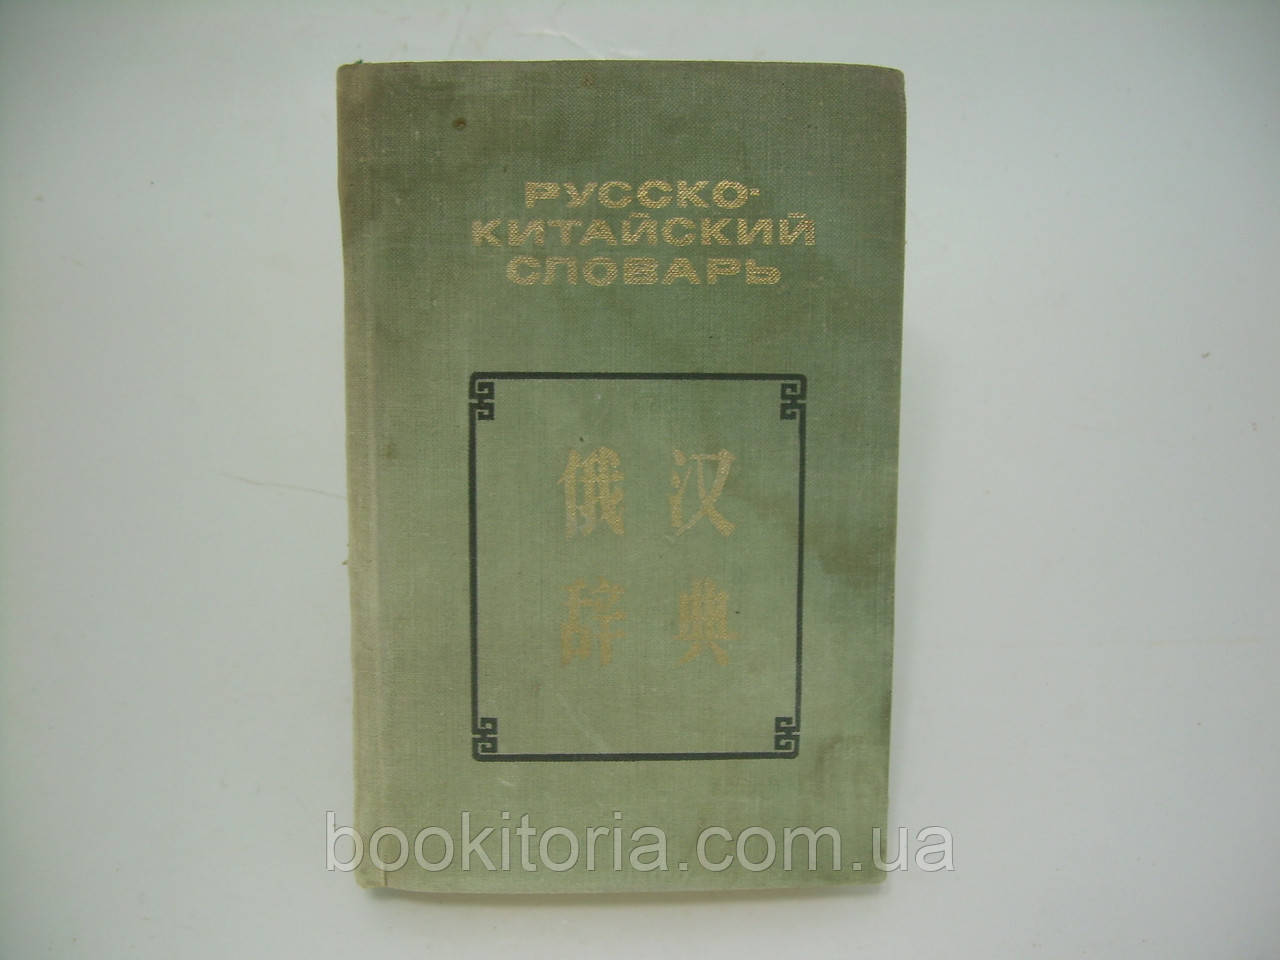 РУССКО-
КИТАЙСКИЙ
СЛОВАРЬ
俄汉
辞典
bookitoria.com.ua